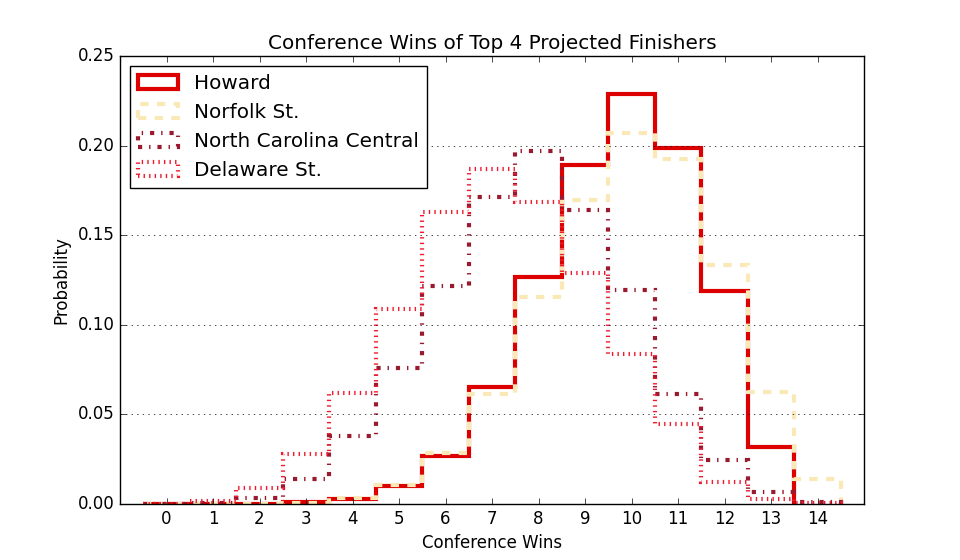 Conference Wins of Top 4 Projected Finishers
0.25
0.20
0.15
0.10
0.05
0.00
Probability
Howard
Norfolk St.
North Carolina Central
Delaware St.
0 1 2 3 4 5 6 7 8 9 10 11 12 13 14
Conference Wins